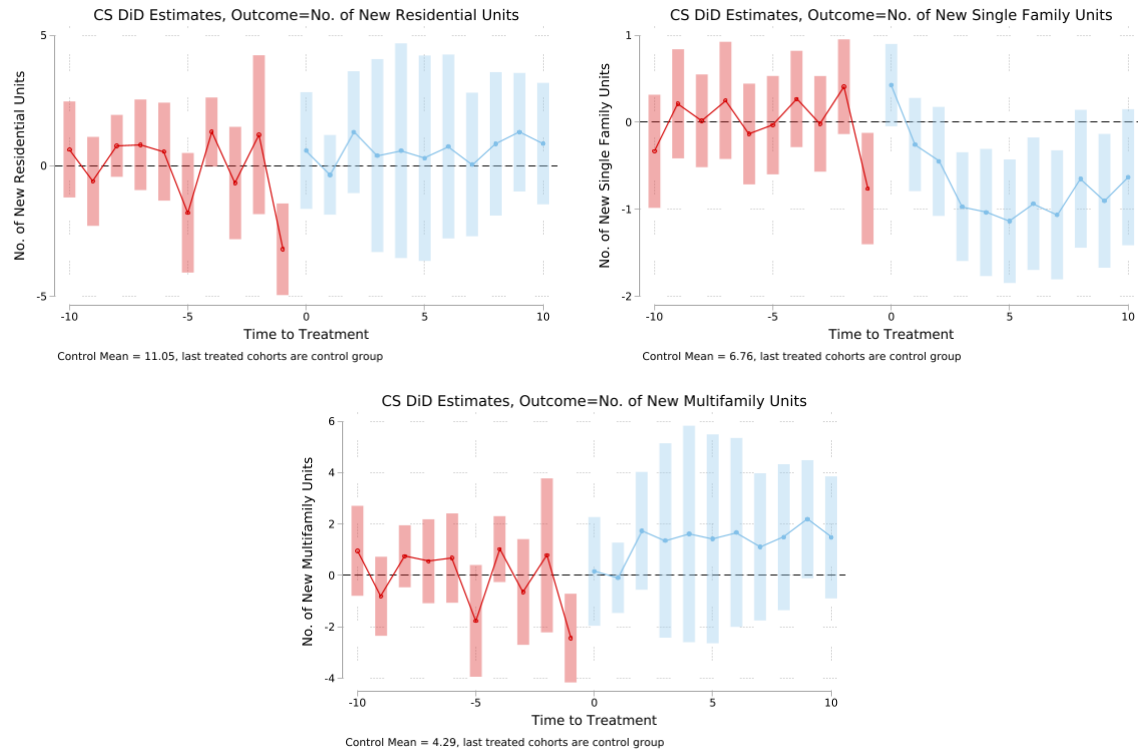 CS DiD Estimates, Outcome=No. of New Residential Units
No. of New Residential Units
5
0
-5
-10
-5
0
5
10
Time to Treatment
Control Mean = 11.05, last treated cohorts are control group
CS DiD Estimates, Outcome=No. of New Single Family Units
No. of New Single Family Units
1
0
-1
-2
-10
-5
0
5
10
Time to Treatment
Control Mean = 6.76, last treated cohorts are control group
CS DiD Estimates, Outcome=No. of New Multifamily Units
No. of New Multifamily Units
6
4
2
0
-2
-4
-10
-5
0
5
10
Time to Treatment
Control Mean = 4.29, last treated cohorts are control group